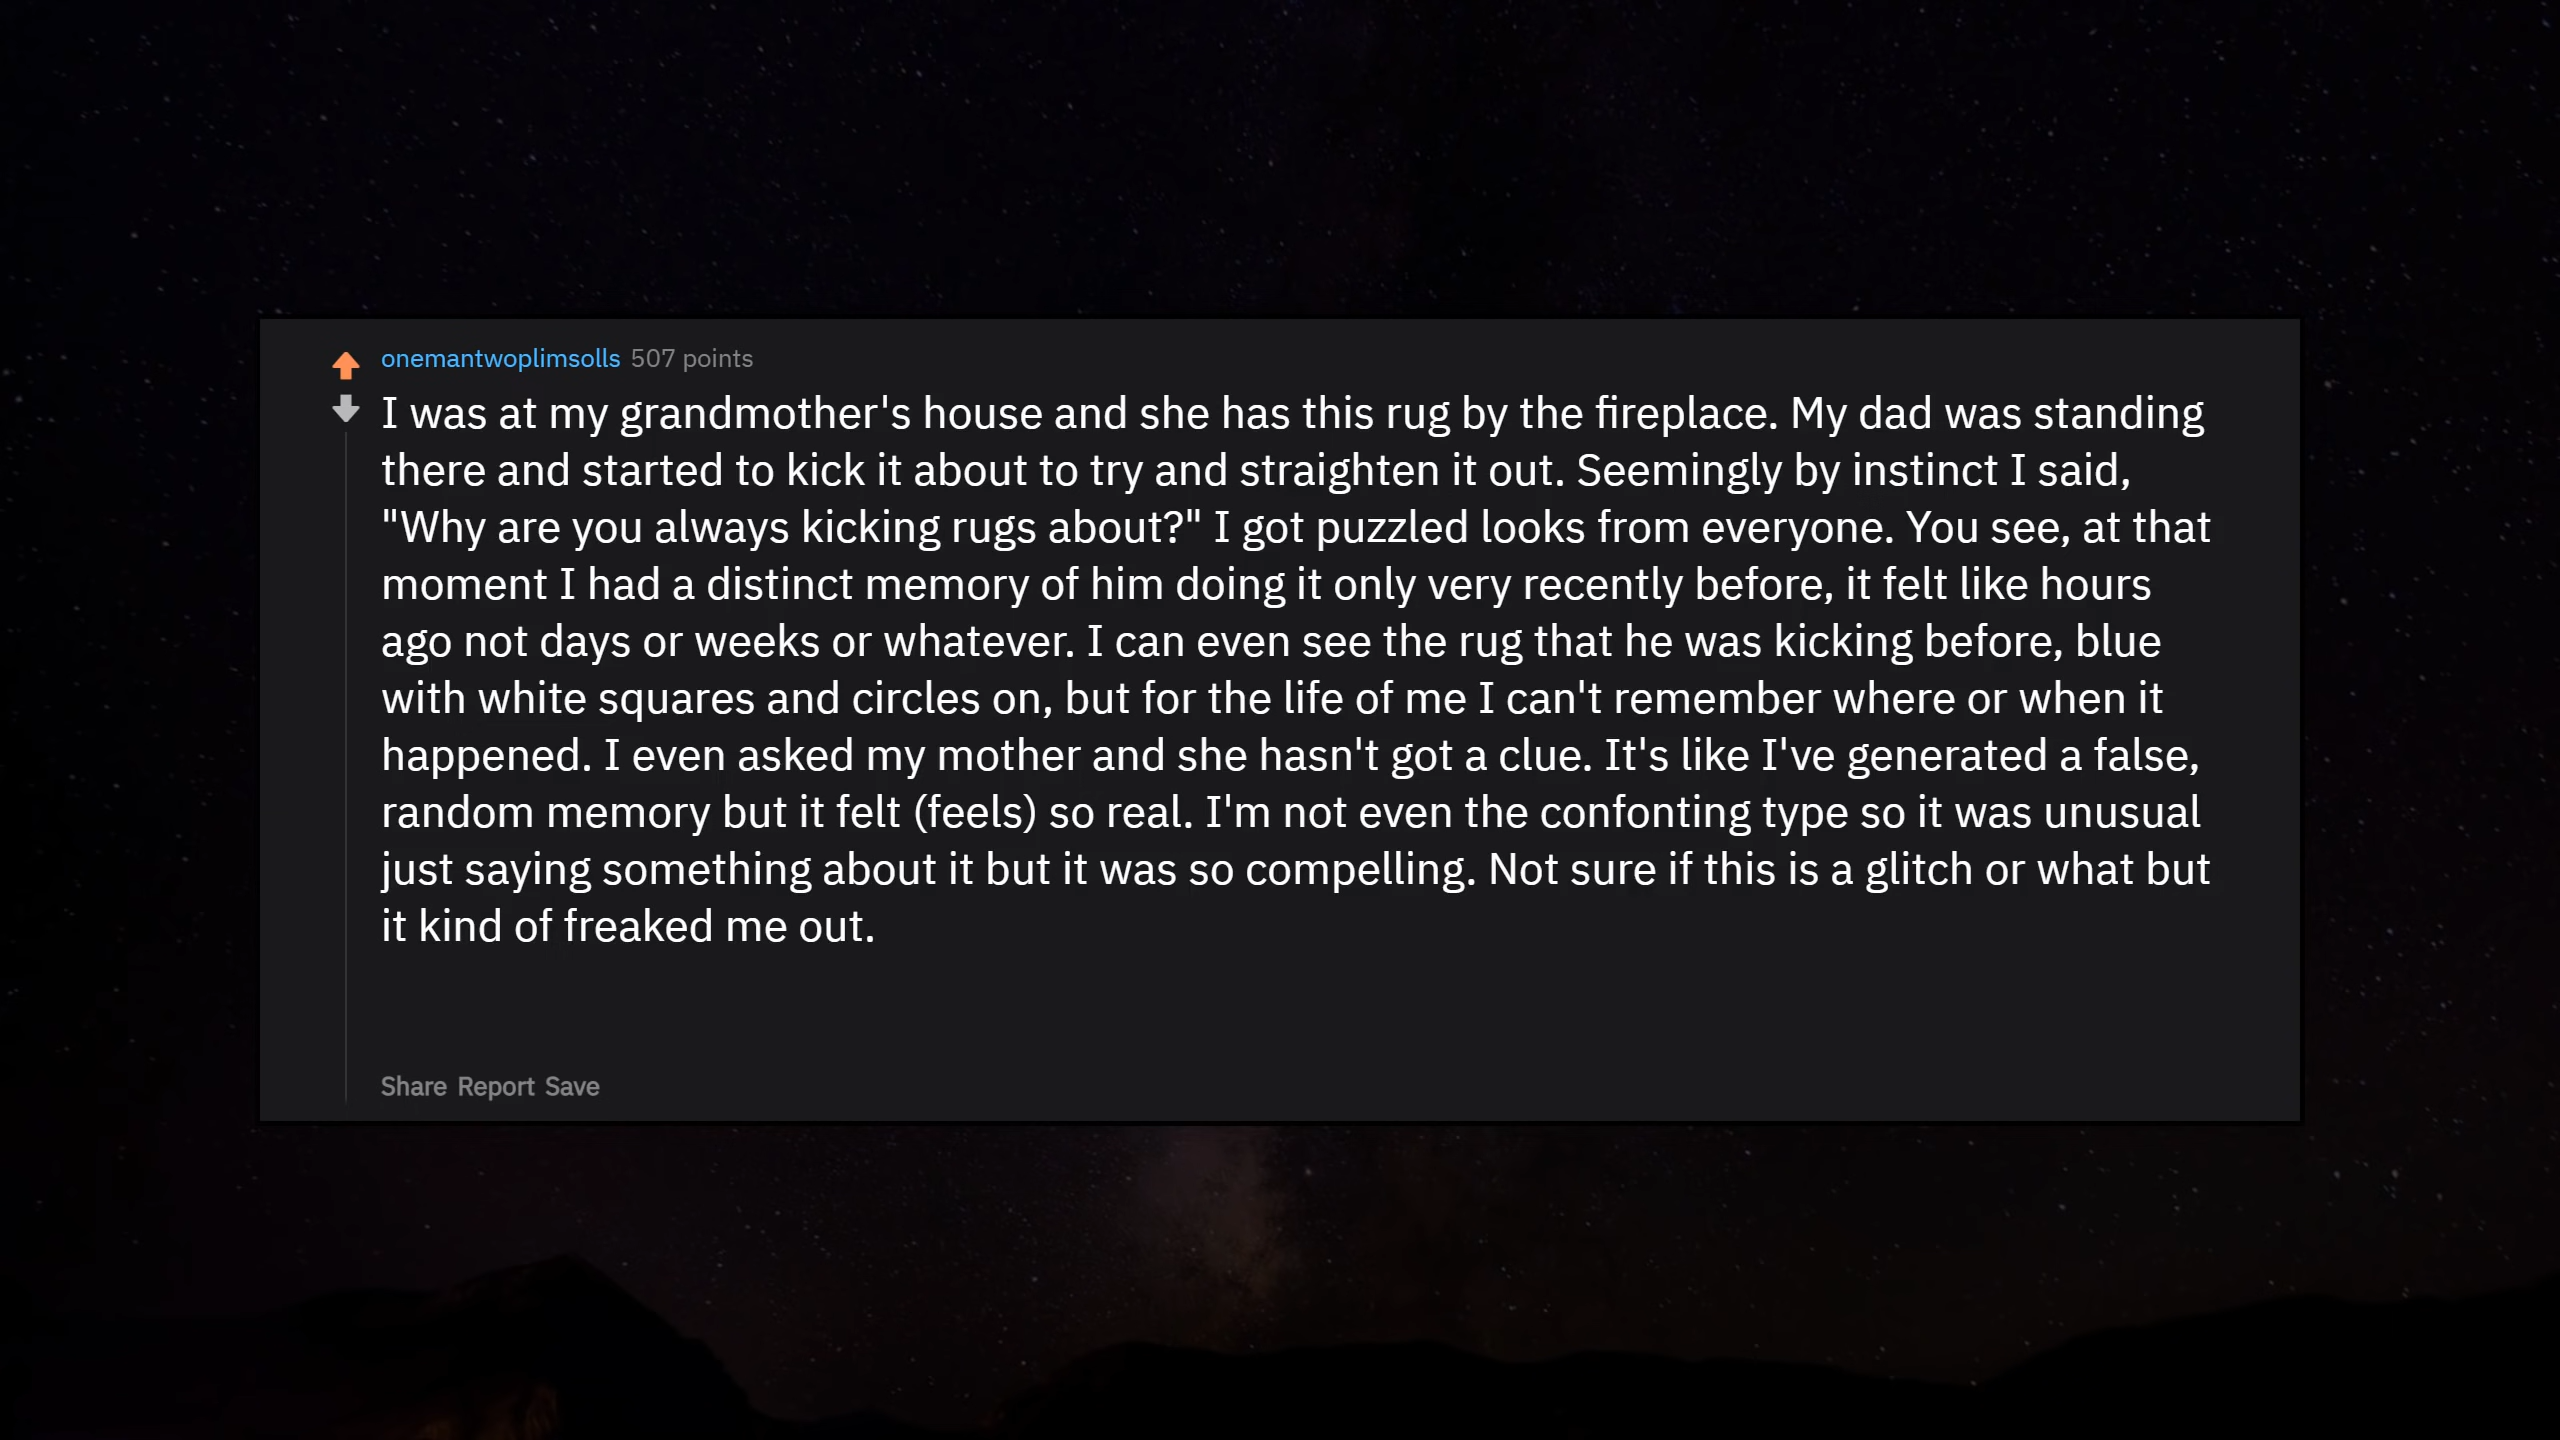 onemantwoplimsolls 507 points
I was at my grandmother's house and she has this rug by the fireplace. My dad was standing
there and started to kick it about to try and straighten it out. Seemingly by instinct I said,
"Why are you always kicking rugs about?" I got puzzled looks from everyone. You see, at that
moment I had a distinct memory of him doing it only very recently before, it felt like hours
ago not days or weeks or whatever. I can even see the rug that he was kicking before, blue
with white squares and circles on, but for the life of me I can't remember where or when it
happened. I even asked my mother and she hasn't got a clue. It's like I've generated a false,
random memory but it felt (feels) so real. I'm not even the confonting type so it was unusual
just saying something about it but it was so compelling. Not sure if this is a glitch or what but
it kind of freaked me out.
Share Report Save